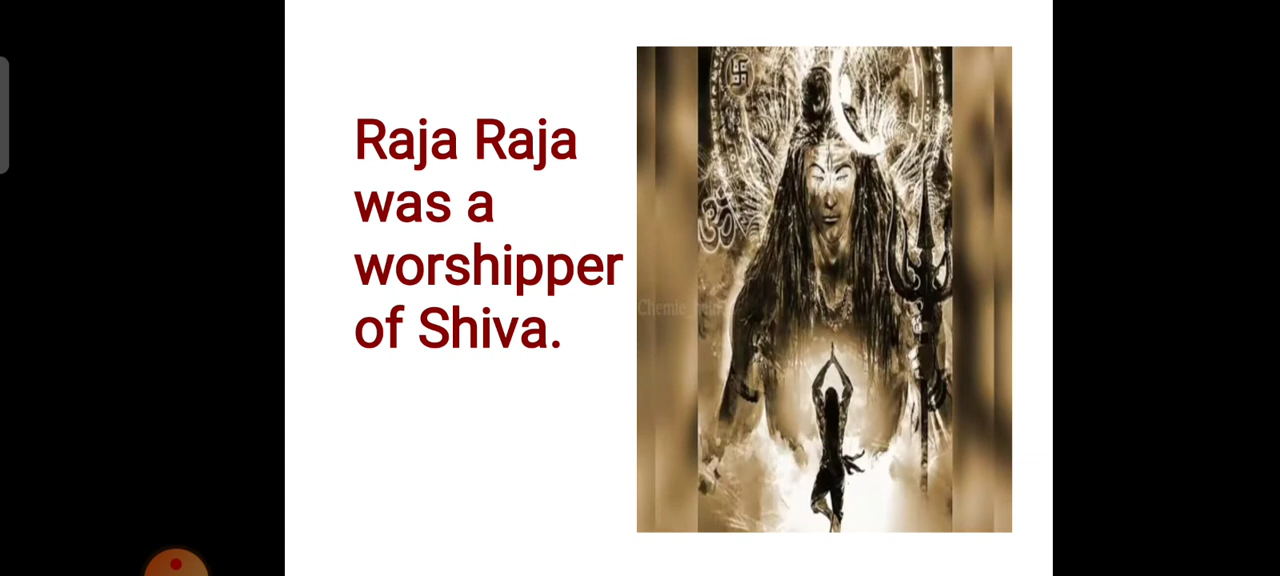 Raja Raja
was a
worshipper
of Shiva.
ॐ